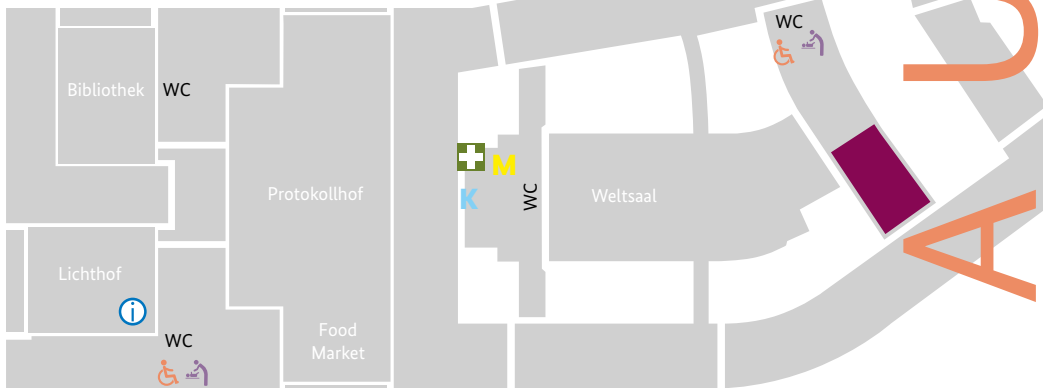 WC
Bibliothek
WC
M
K
WC
Protokollhof
Weltsaal
Lichthof
i
Food
Market
WC
A U